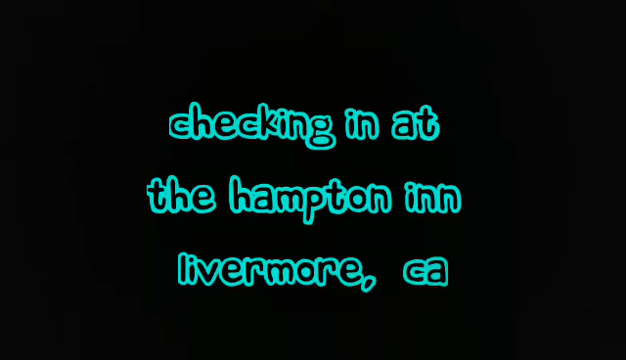 checking in at
the hampton inn
livermore, ca